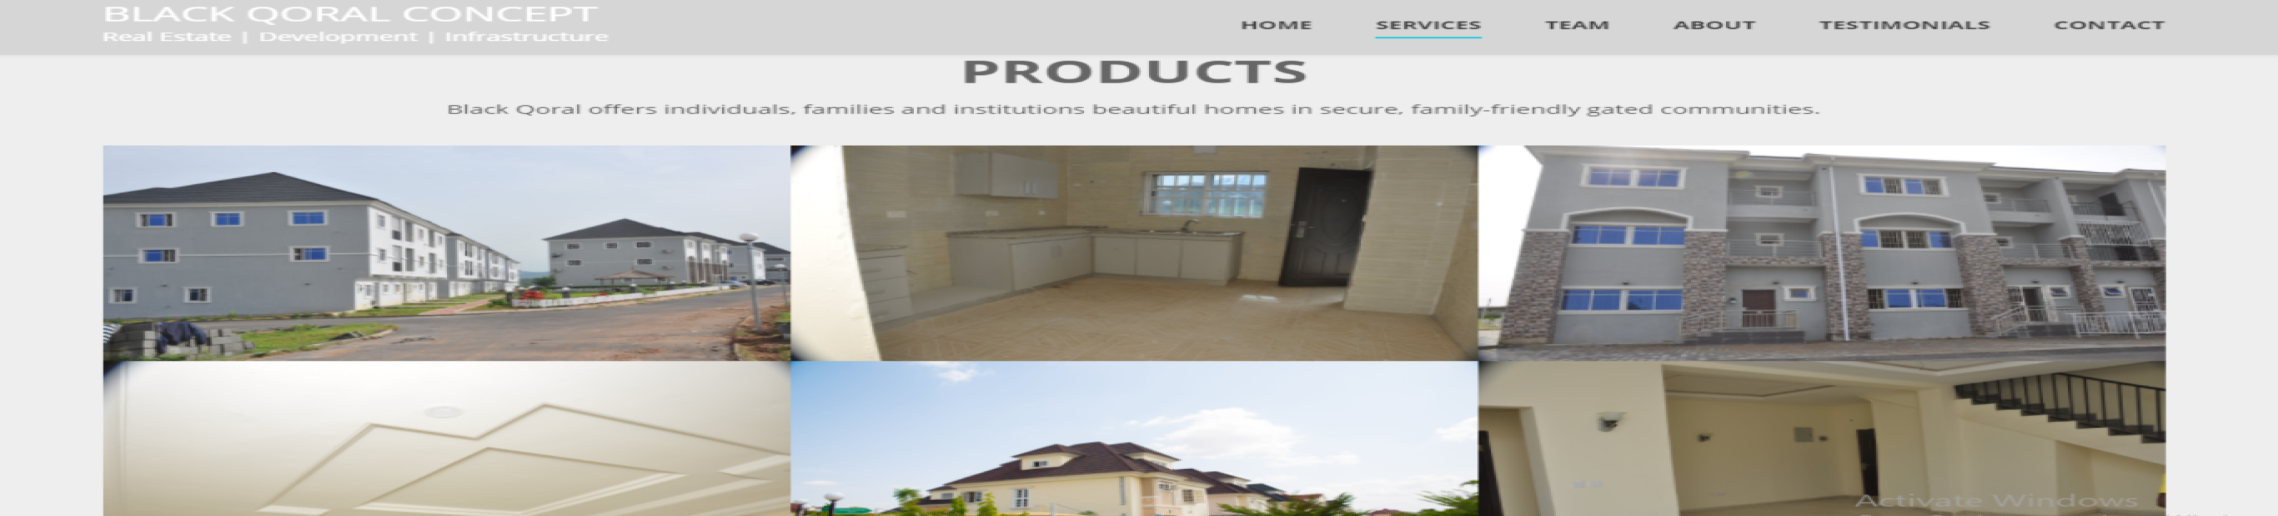 BLACK QORAL CONCEPT
Real Estate | Development | Infrastructure
HOME SERVICES TEAM ABOUT TESTIMONIALS CONTACT
PRODUCTS
Black Qoral offers individuals, families and institutions beautiful homes in secure, family-friendly gated communities.
Activate Windows